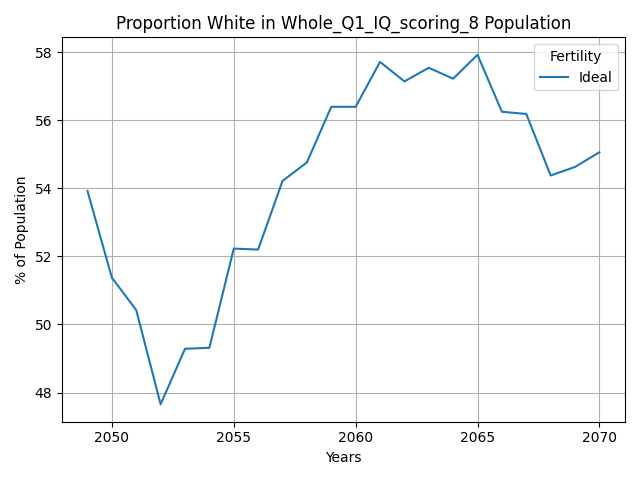 Proportion White in Whole_Q1_IQ_scoring_8 Population
Fertility
Ideal
% of Population
58
56
54
52
50
48
2050 2055 2060 2065 2070
Years